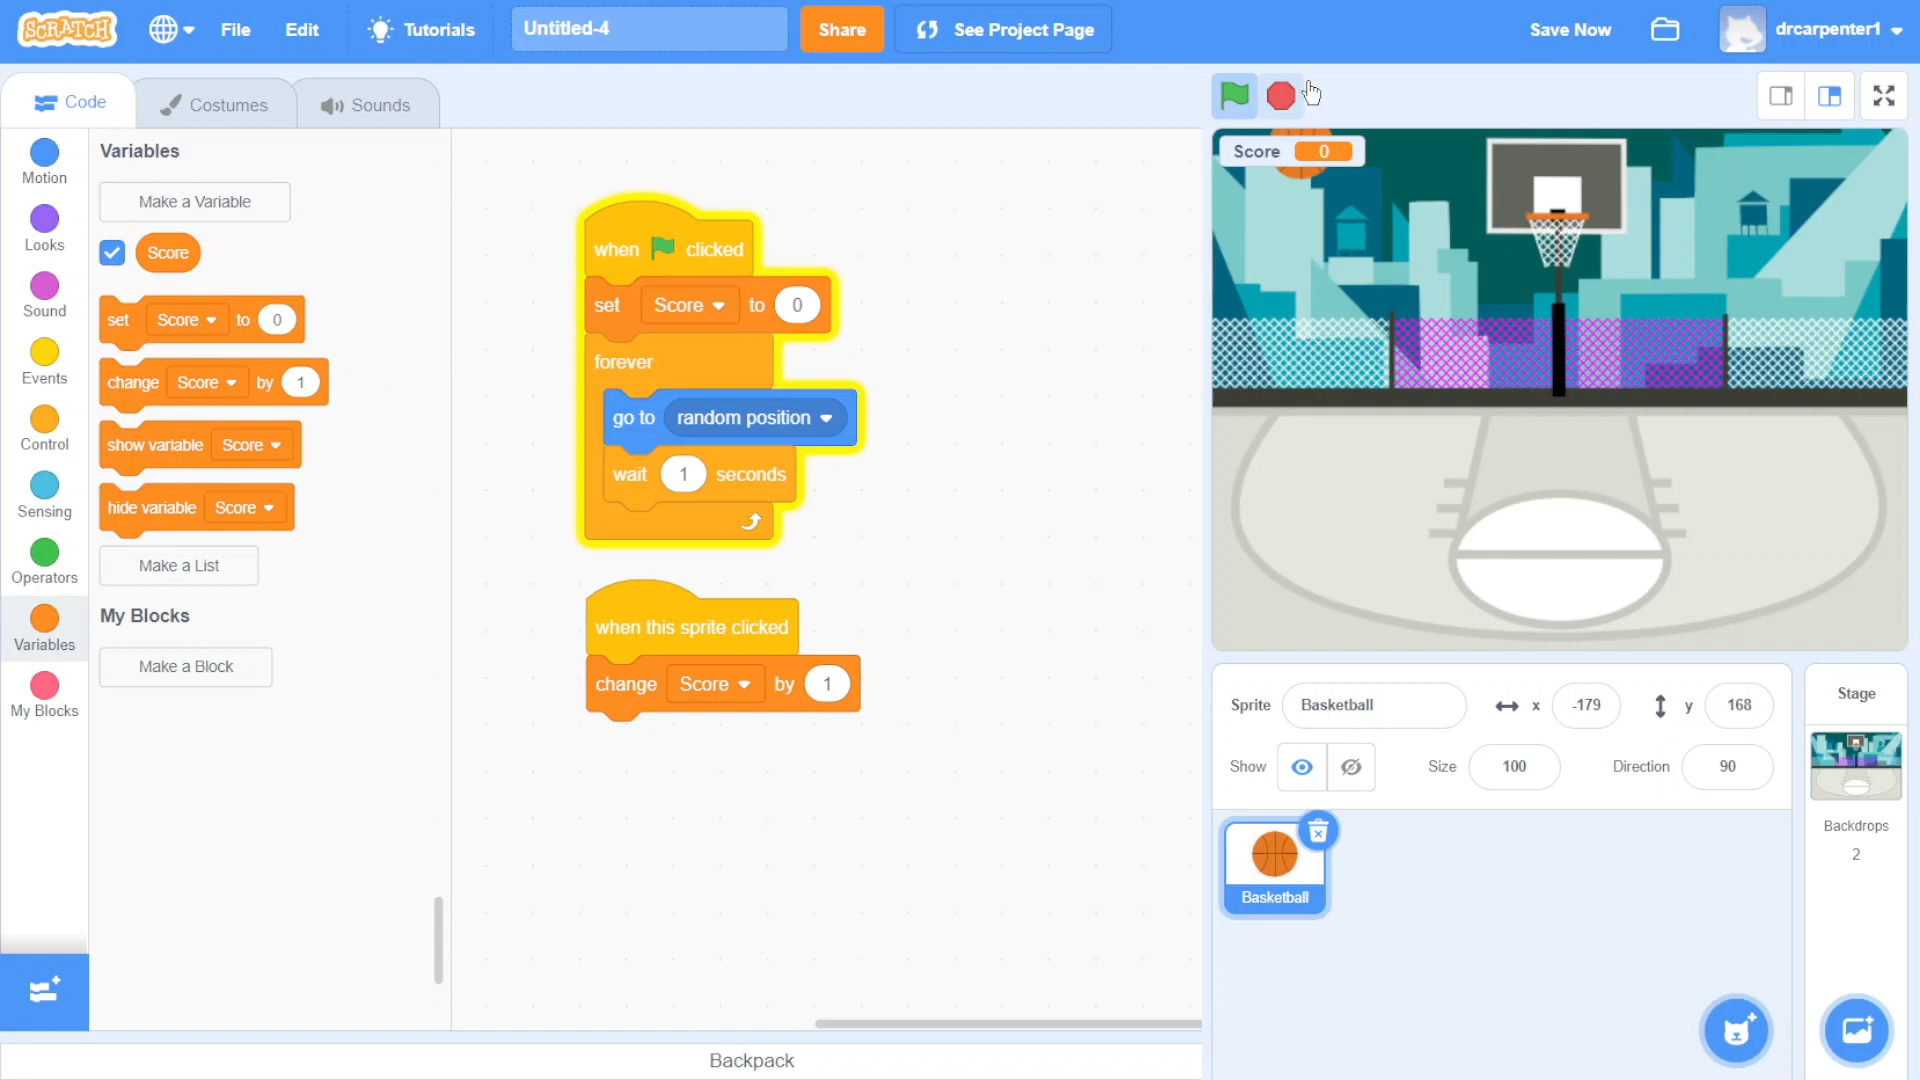 SCRATCH
File
Edit
Tutorials
Untitled-4
Share
See Project Page
Save Now
drcarpenter1
Code
Costumes
Sounds
Motion
Looks
Sound
Events
Control
Sensing
Operators
Variables
My Blocks
Variables
Make a Variable
Score
set Score to 0
change Score by 1
show variable Score
hide variable Score
Make a List
My Blocks
Make a Block
when clicked
set Score to 0
forever
go to random position
wait 1 seconds
when this sprite clicked
change Score by 1
Backpack
Score 0
Sprite Basketball x -179 y 168
Show Size 100 Direction 90
Basketball
Stage
Backdrops
2